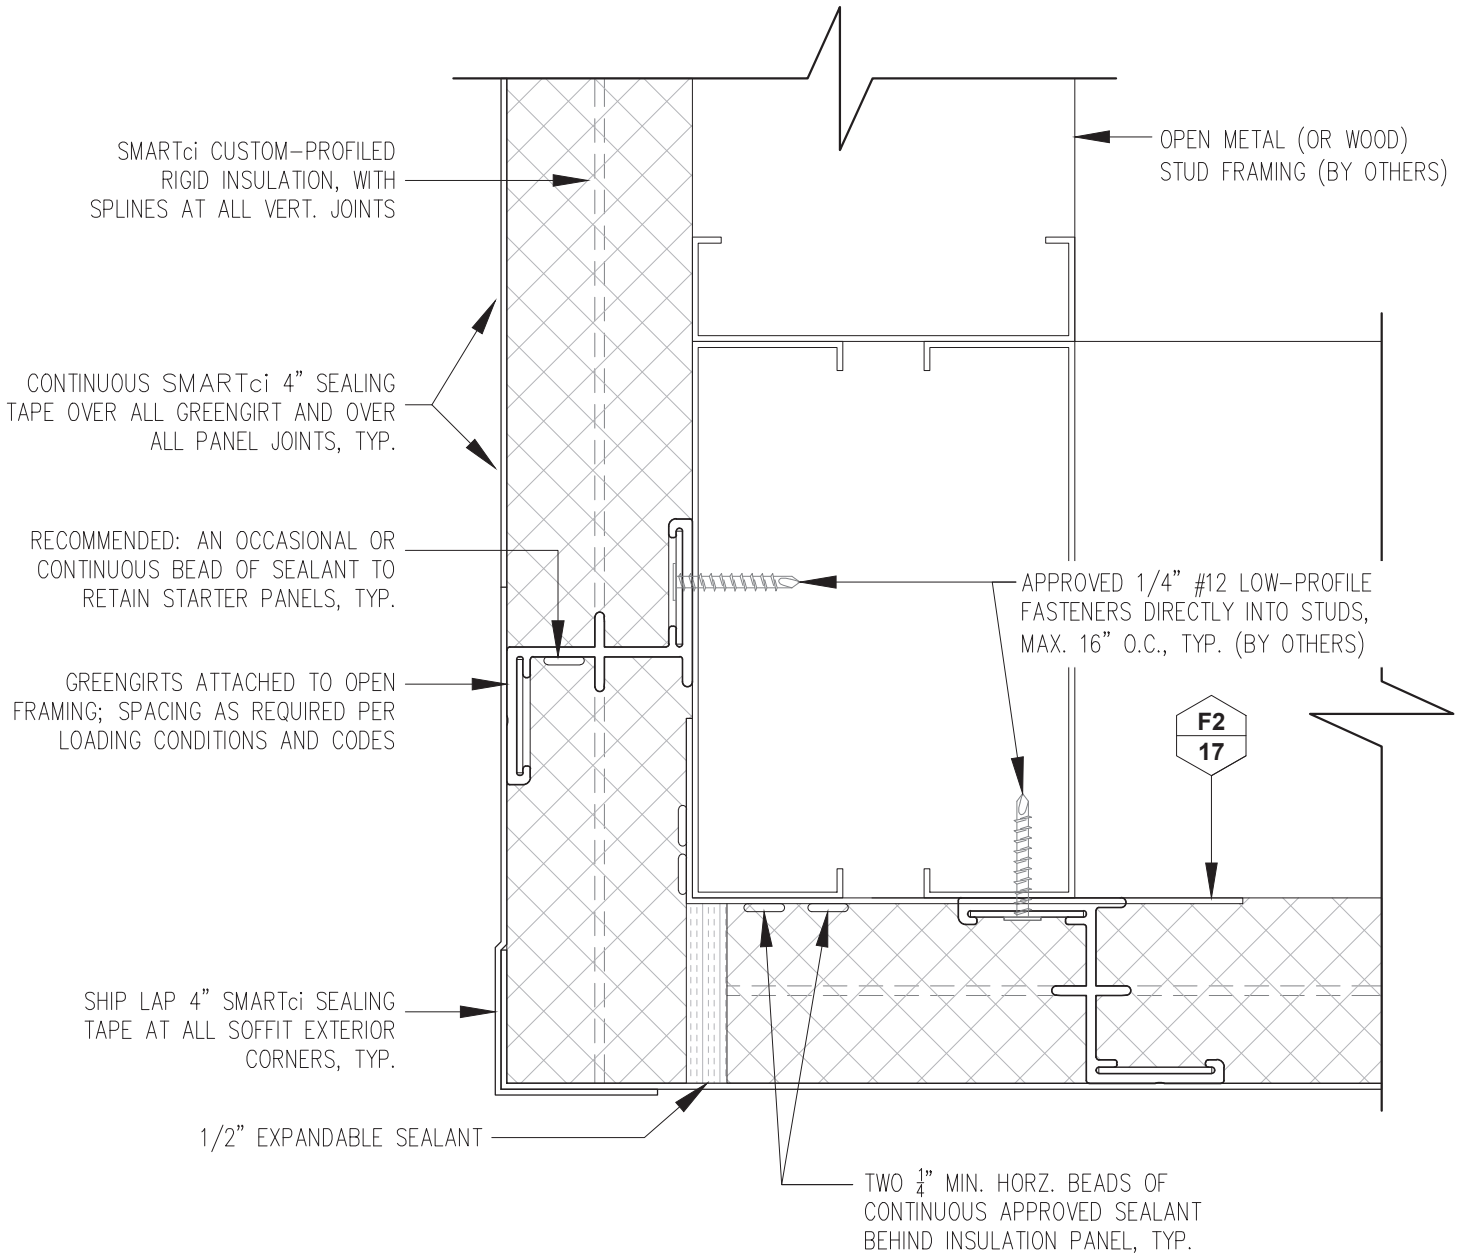 SMARTci CUSTOM-PROFILED
RIGID INSULATION, WITH
SPLINES AT ALL VERT. JOINTS
OPEN METAL (OR WOOD)
STUD FRAMING (BY OTHERS)
CONTINUOUS SMARTci 4” SEALING
TAPE OVER ALL GREENGIRT AND OVER
ALL PANEL JOINTS, TYP.
RECOMMENDED: AN OCCASIONAL OR
CONTINUOUS BEAD OF SEALANT TO
RETAIN STARTER PANELS, TYP.
APPROVED 1/4” #12 LOW-PROFILE
FASTENERS DIRECTLY INTO STUDS,
MAX. 16” O.C., TYP. (BY OTHERS)
GREENGIRTS ATTACHED TO OPEN
FRAMING; SPACING AS REQUIRED PER
LOADING CONDITIONS AND CODES
F2
17
SHIP LAP 4” SMARTci SEALING
TAPE AT ALL SOFFIT EXTERIOR
CORNERS, TYP.
1/2” EXPANDABLE SEALANT
TWO 1/4” MIN. HORZ. BEADS OF
CONTINUOUS APPROVED SEALANT
BEHIND INSULATION PANEL, TYP.